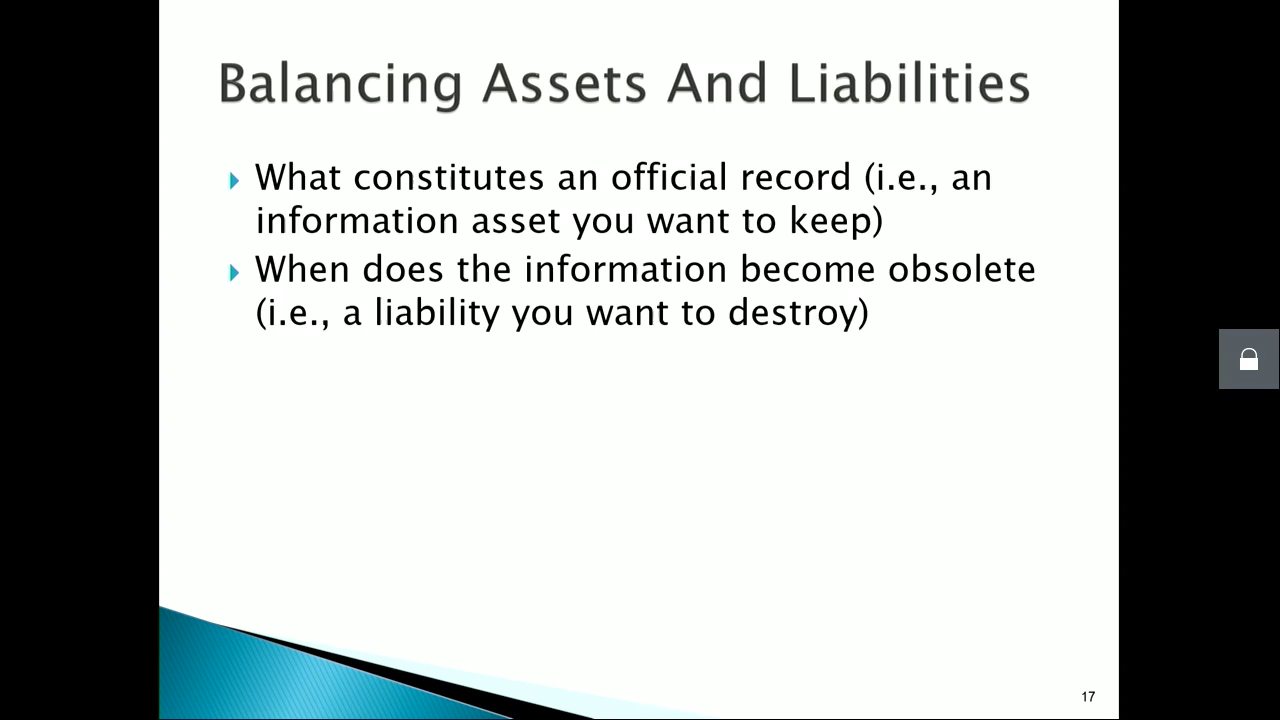 Balancing Assets And Liabilities
What constitutes an official record (i.e., an
information asset you want to keep)
When does the information become obsolete
(i.e., a liability you want to destroy)
17